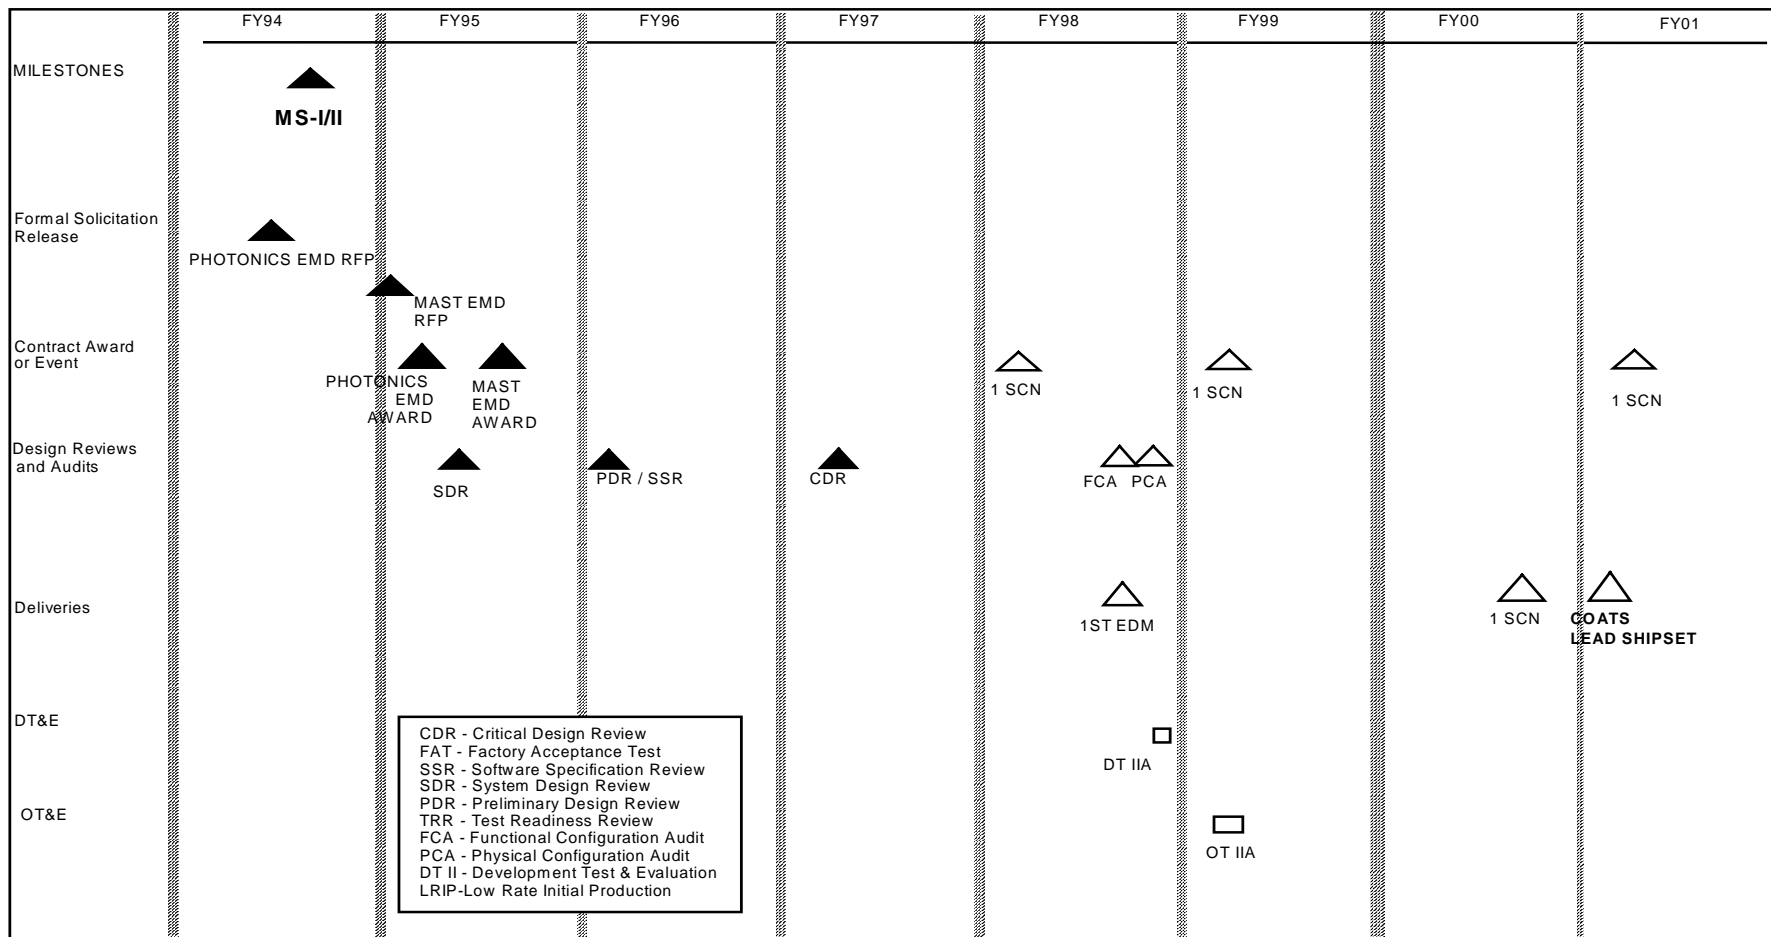 FY94 FY95 FY96 FY97 FY98 FY99 FY00 FY01
MILESTONES
MS-I/II
Formal Solicitation
Release
PHOTONICS EMD RFP
MAST EMD
RFP
Contract Award
or Event
PHOTONICS
EMD
AWARD
MAST
EMD
AWARD
1 SCN
1 SCN
1 SCN
Design Reviews
and Audits
SDR
PDR / SSR
CDR
FCA
PCA
Deliveries
1ST EDM
1 SCN
COATS
LEAD SHIPSET
DT&E
DT IIA
OT&E
OT IIA
CDR - Critical Design Review
FAT - Factory Acceptance Test
SSR - Software Specification Review
SDR - System Design Review
PDR - Preliminary Design Review
TRR - Test Readiness Review
FCA - Functional Configuration Audit
PCA - Physical Configuration Audit
DT II - Development Test & Evaluation
LRIP-Low Rate Initial Production